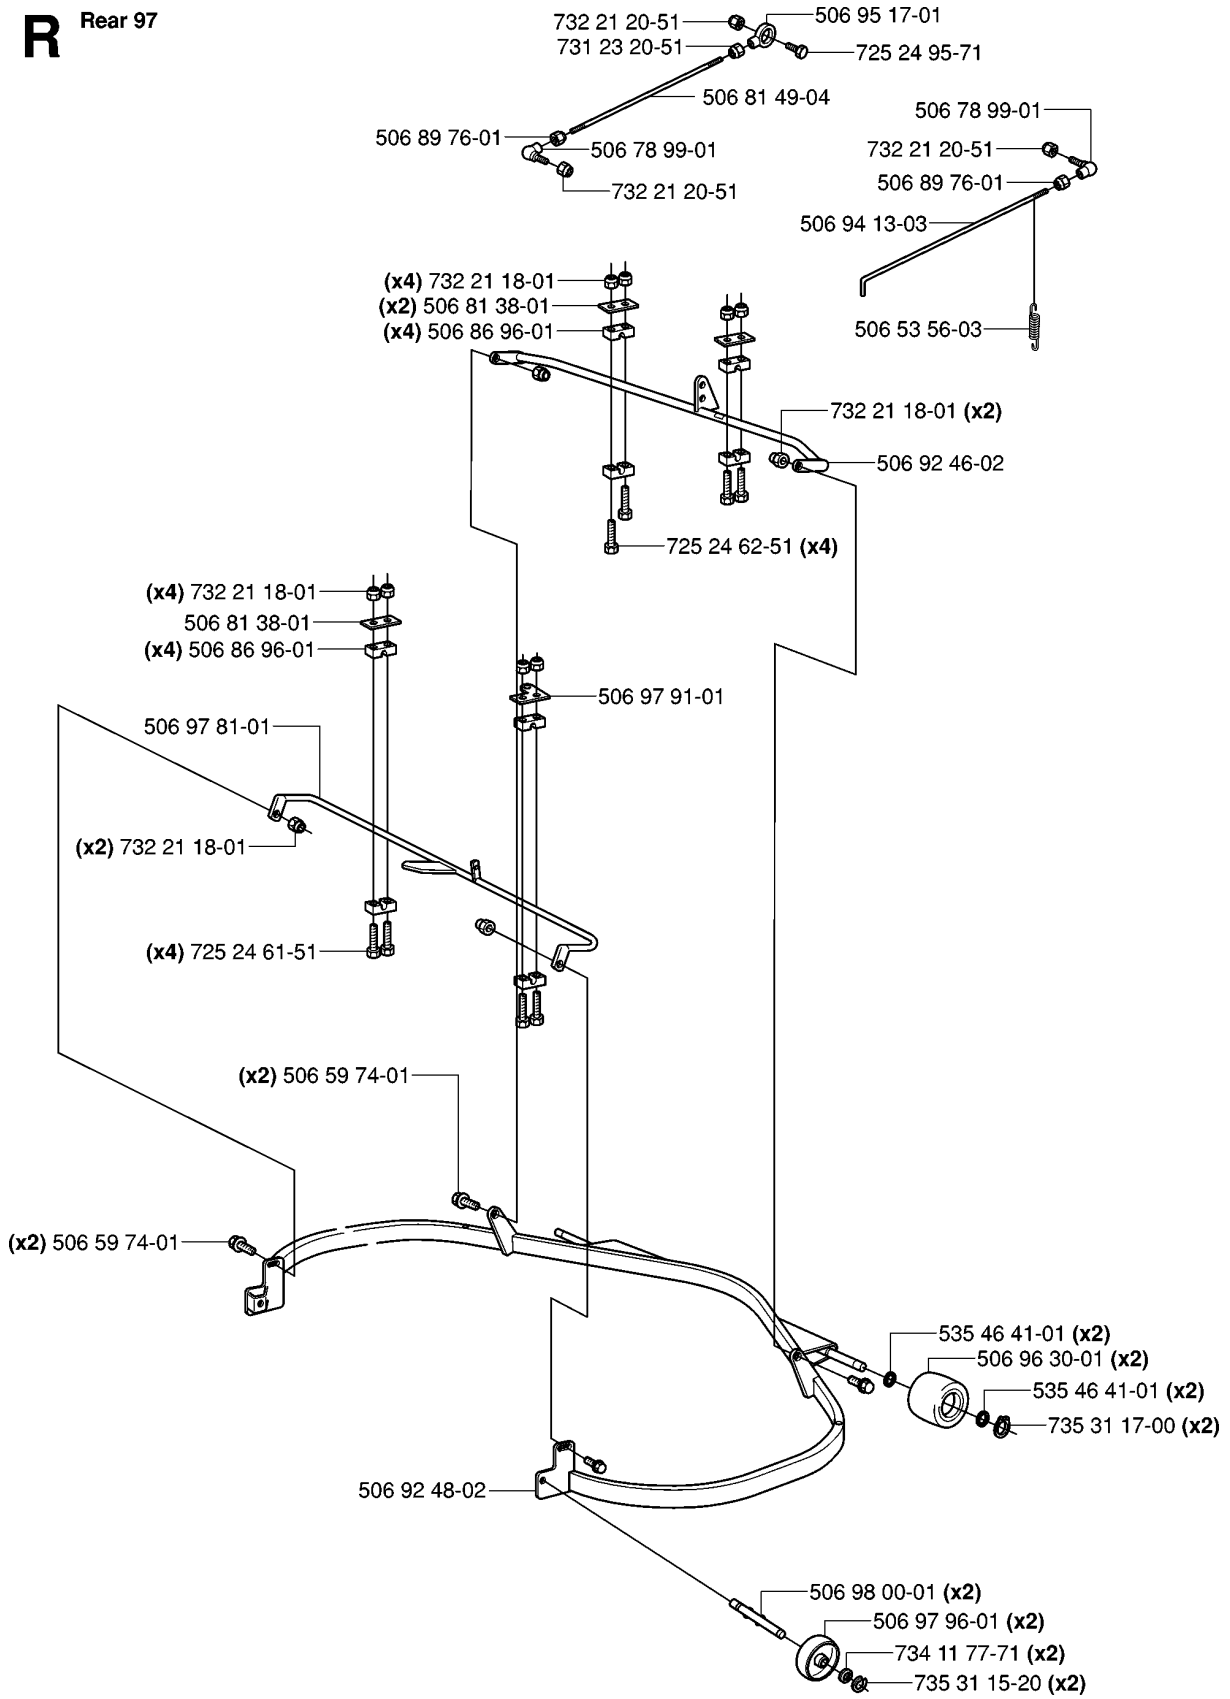 R Rear 97
732 21 20-51
506 95 17-01
731 23 20-51
725 24 95-71
506 81 49-04
506 78 99-01
506 89 76-01
506 78 99-01
732 21 20-51
732 21 20-51
506 89 76-01
506 94 13-03
(x4) 732 21 18-01
(x2) 506 81 38-01
(x4) 506 86 96-01
506 53 56-03
732 21 18-01 (x2)
506 92 46-02
725 24 62-51 (x4)
(x4) 732 21 18-01
506 81 38-01
(x4) 506 86 96-01
506 97 91-01
506 97 81-01
(x2) 732 21 18-01
(x4) 725 24 61-51
(x2) 506 59 74-01
(x2) 506 59 74-01
535 46 41-01 (x2)
506 96 30-01 (x2)
535 46 41-01 (x2)
735 31 17-00 (x2)
506 92 48-02
506 98 00-01 (x2)
506 97 96-01 (x2)
734 11 77-71 (x2)
735 31 15-20 (x2)